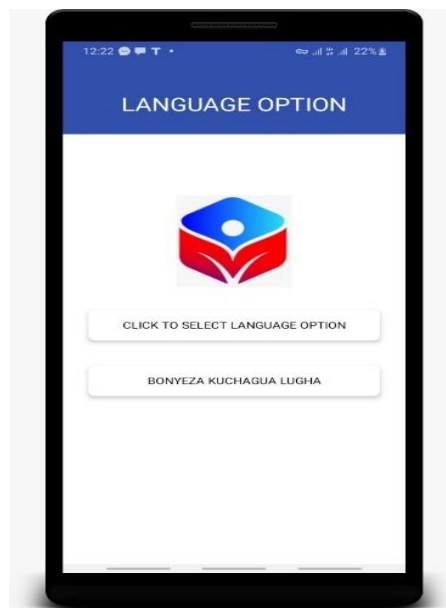 12:22 T • 22%
LANGUAGE OPTION
CLICK TO SELECT LANGUAGE OPTION
BONYEZA KUCHAGUA LUGHA